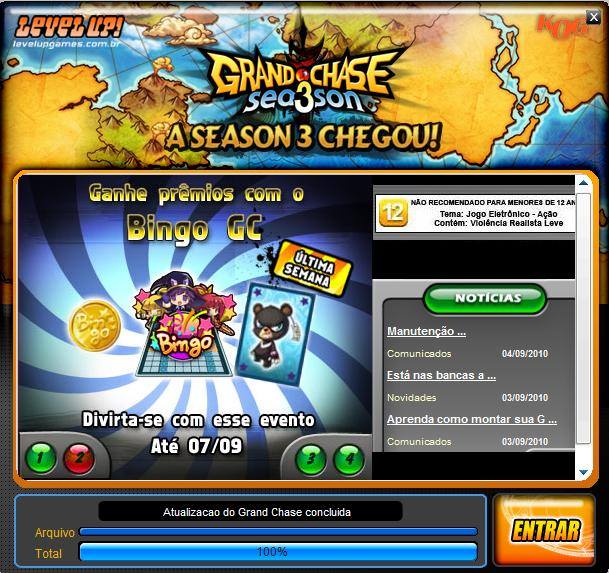 LEVEL UP!
levelupgames.com.br
KOG
X
GRAND CHASE
sea3son
A SEASON 3 CHEGOU!
Ganhe prêmios com o
Bingo GC
ÚLTIMA
SEMANA
Bingo
Bingo
Divirta-se com esse evento
Até 07/09
1
2
3
4
12
NÃO RECOMENDADO PARA MENORES DE 12 AN
Tema: Jogo Eletrônico - Ação
Contém: Violência Realista Leve
NOTÍCIAS
Manutenção ...
Comunicados 04/09/2010
Está nas bancas a ...
Novidades 03/09/2010
Aprenda como montar sua G ...
Comunicados 03/09/2010
Atualizacao do Grand Chase concluida
Arquivo
Total 100%
ENTRAR